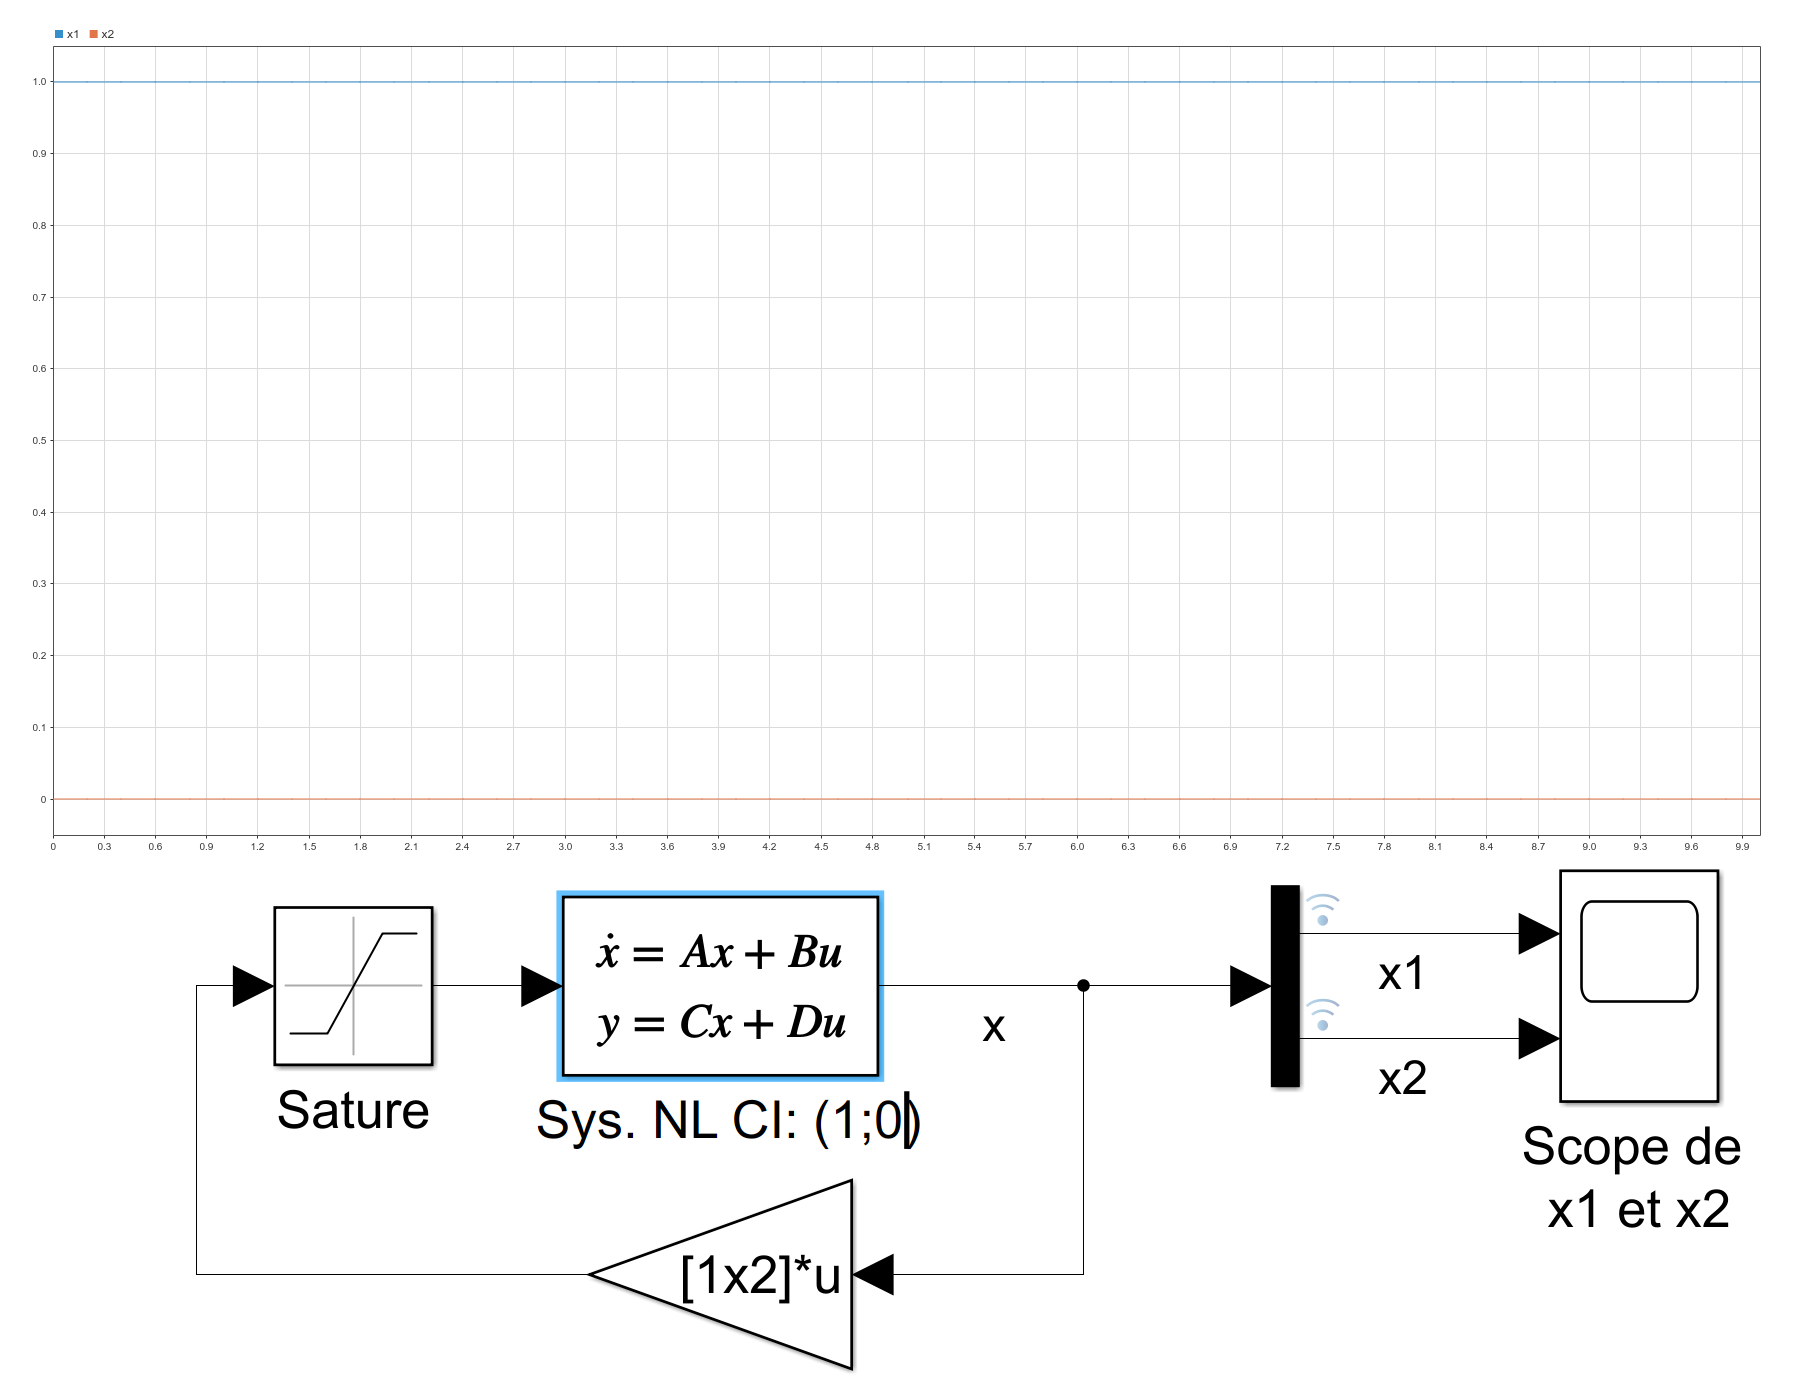 x1 x2
1.0
0.9
0.8
0.7
0.6
0.5
0.4
0.3
0.2
0.1
0
0 0.3 0.6 0.9 1.2 1.5 1.8 2.1 2.4 2.7 3.0 3.3 3.6 3.9 4.2 4.5 4.8 5.1 5.4 5.7 6.0 6.3 6.6 6.9 7.2 7.5 7.8 8.1 8.4 8.7 9.0 9.3 9.6 9.9
ẋ = Ax + Bu
y = Cx + Du
x
x1
x2
Sature
Sys. NL CI: (1;0)
Scope de
x1 et x2
[1x2]*u